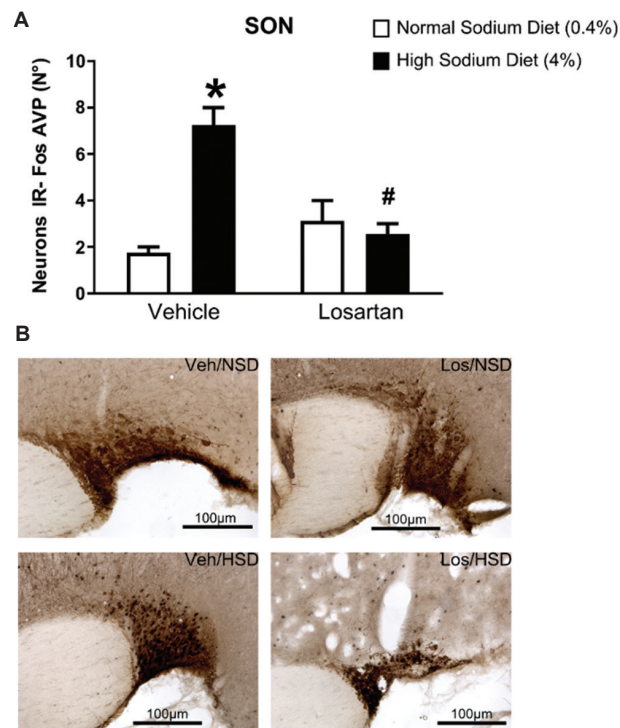 A
SON
Normal Sodium Diet (0.4%)
High Sodium Diet (4%)
Neurons IR- Fos AVP (N°)
10
8
6
4
2
0
*
#
Vehicle
Losartan
B
Veh/NSD
100µm
Los/NSD
100µm
Veh/HSD
100µm
Los/HSD
100µm